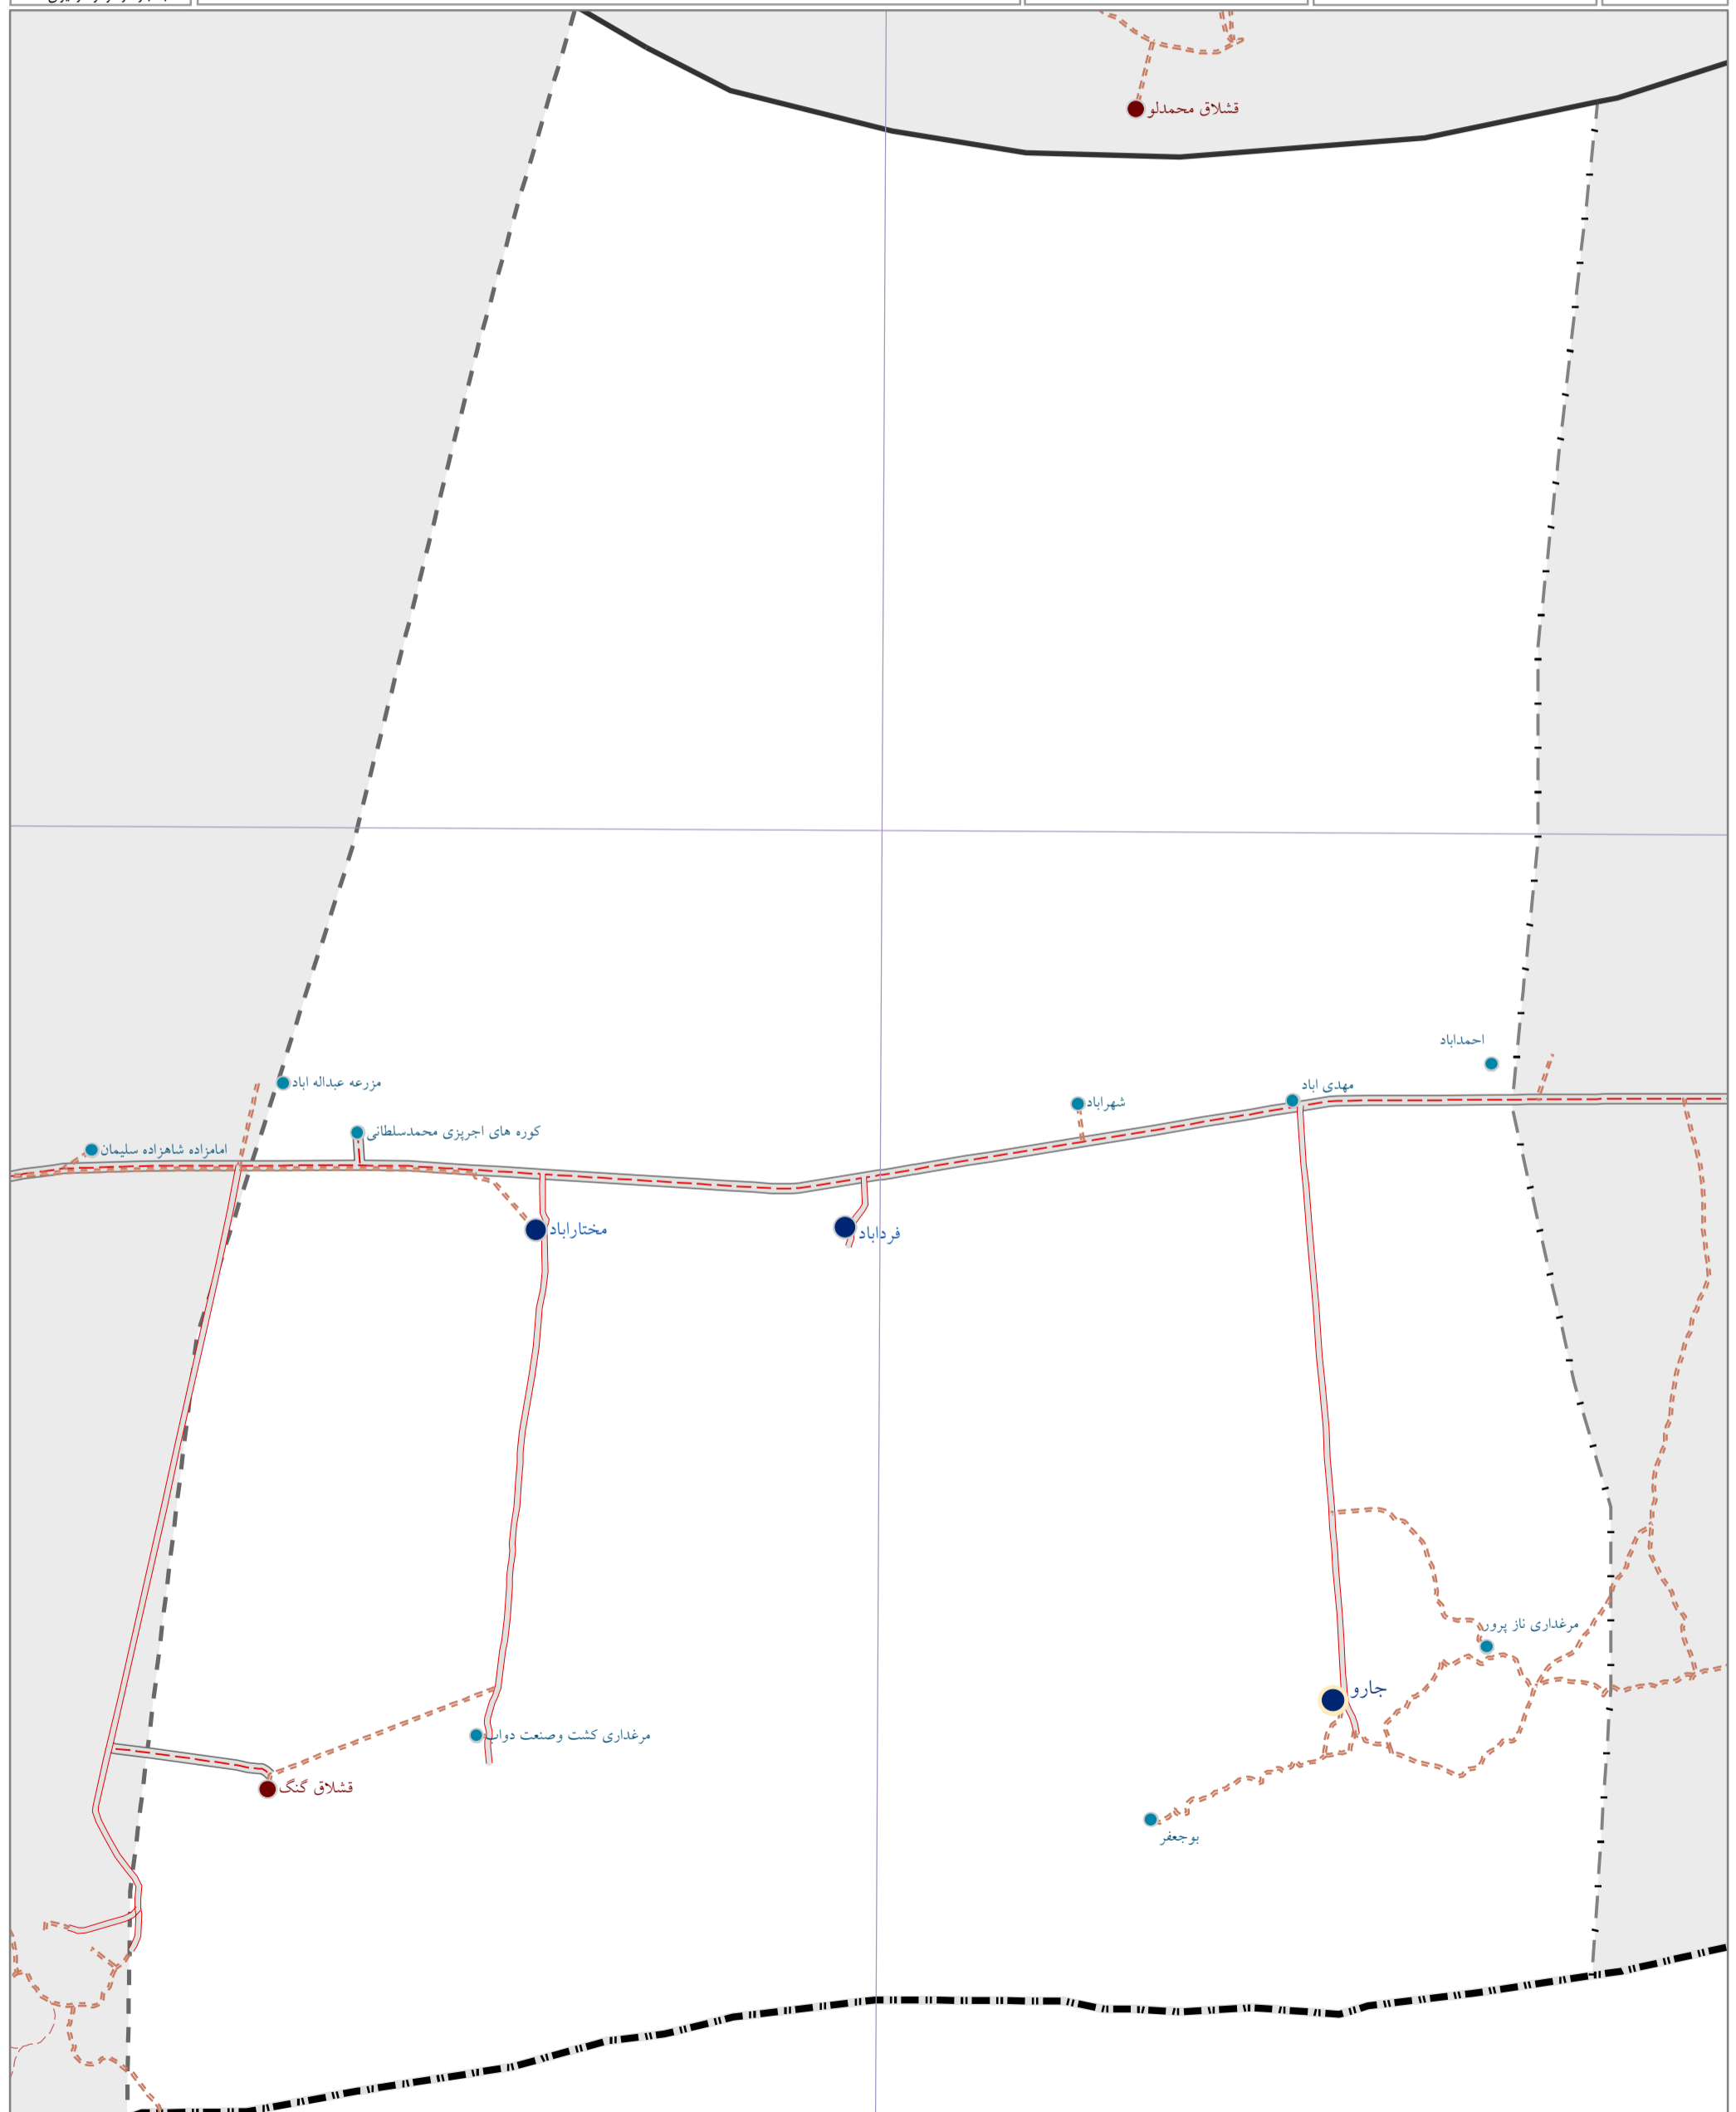 قشلاق محمدلو
احمداباد
مزرعه عبداله اباد
مهدی اباد
شهراباد
کوره های اجرپزی محمدسلطانی
امامزاده شاهزاده سلیمان
مختاراباد
فرداباد
مرغداری ناز پرور
جارو
مرغداری کشت وصنعت دواب
قشلاق گنگ
بوجعفر